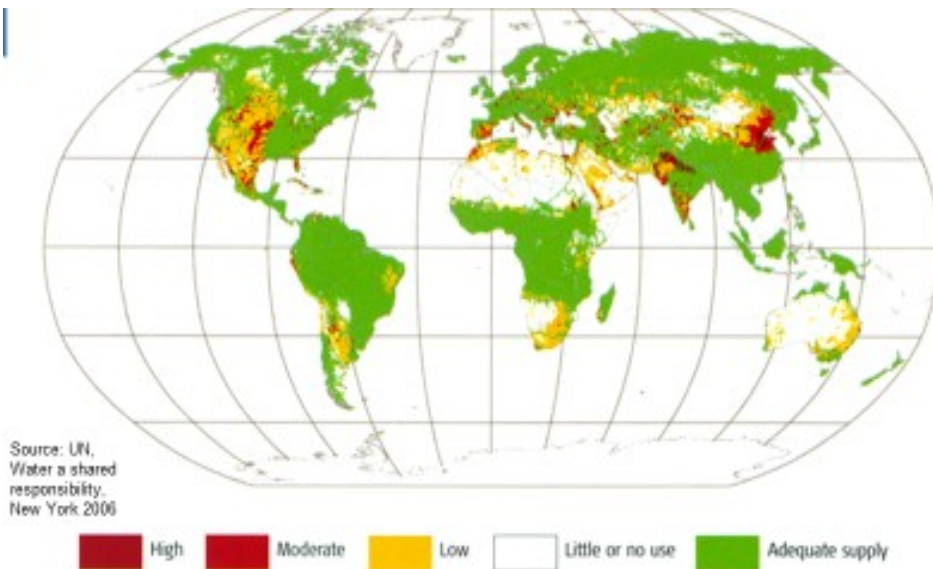 Source: UN,
Water a shared
responsibility,
New York 2006
High Moderate Low Little or no use Adequate supply